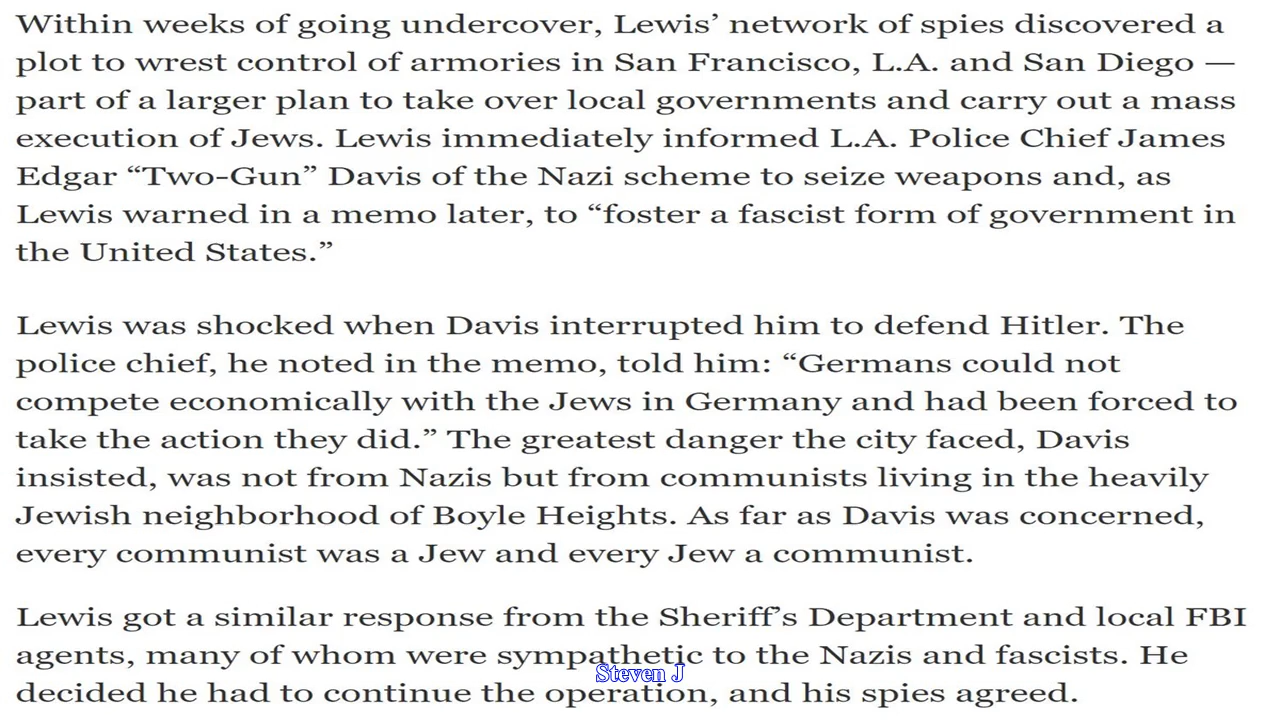 Within weeks of going undercover, Lewis’ network of spies discovered a
plot to wrest control of armories in San Francisco, L.A. and San Diego —
part of a larger plan to take over local governments and carry out a mass
execution of Jews. Lewis immediately informed L.A. Police Chief James
Edgar “Two-Gun” Davis of the Nazi scheme to seize weapons and, as
Lewis warned in a memo later, to “foster a fascist form of government in
the United States.”
Lewis was shocked when Davis interrupted him to defend Hitler. The
police chief, he noted in the memo, told him: “Germans could not
compete economically with the Jews in Germany and had been forced to
take the action they did.” The greatest danger the city faced, Davis
insisted, was not from Nazis but from communists living in the heavily
Jewish neighborhood of Boyle Heights. As far as Davis was concerned,
every communist was a Jew and every Jew a communist.
Lewis got a similar response from the Sheriff’s Department and local FBI
agents, many of whom were sympathetic to the Nazis and fascists. He
Steven J
decided he had to continue the operation, and his spies agreed.